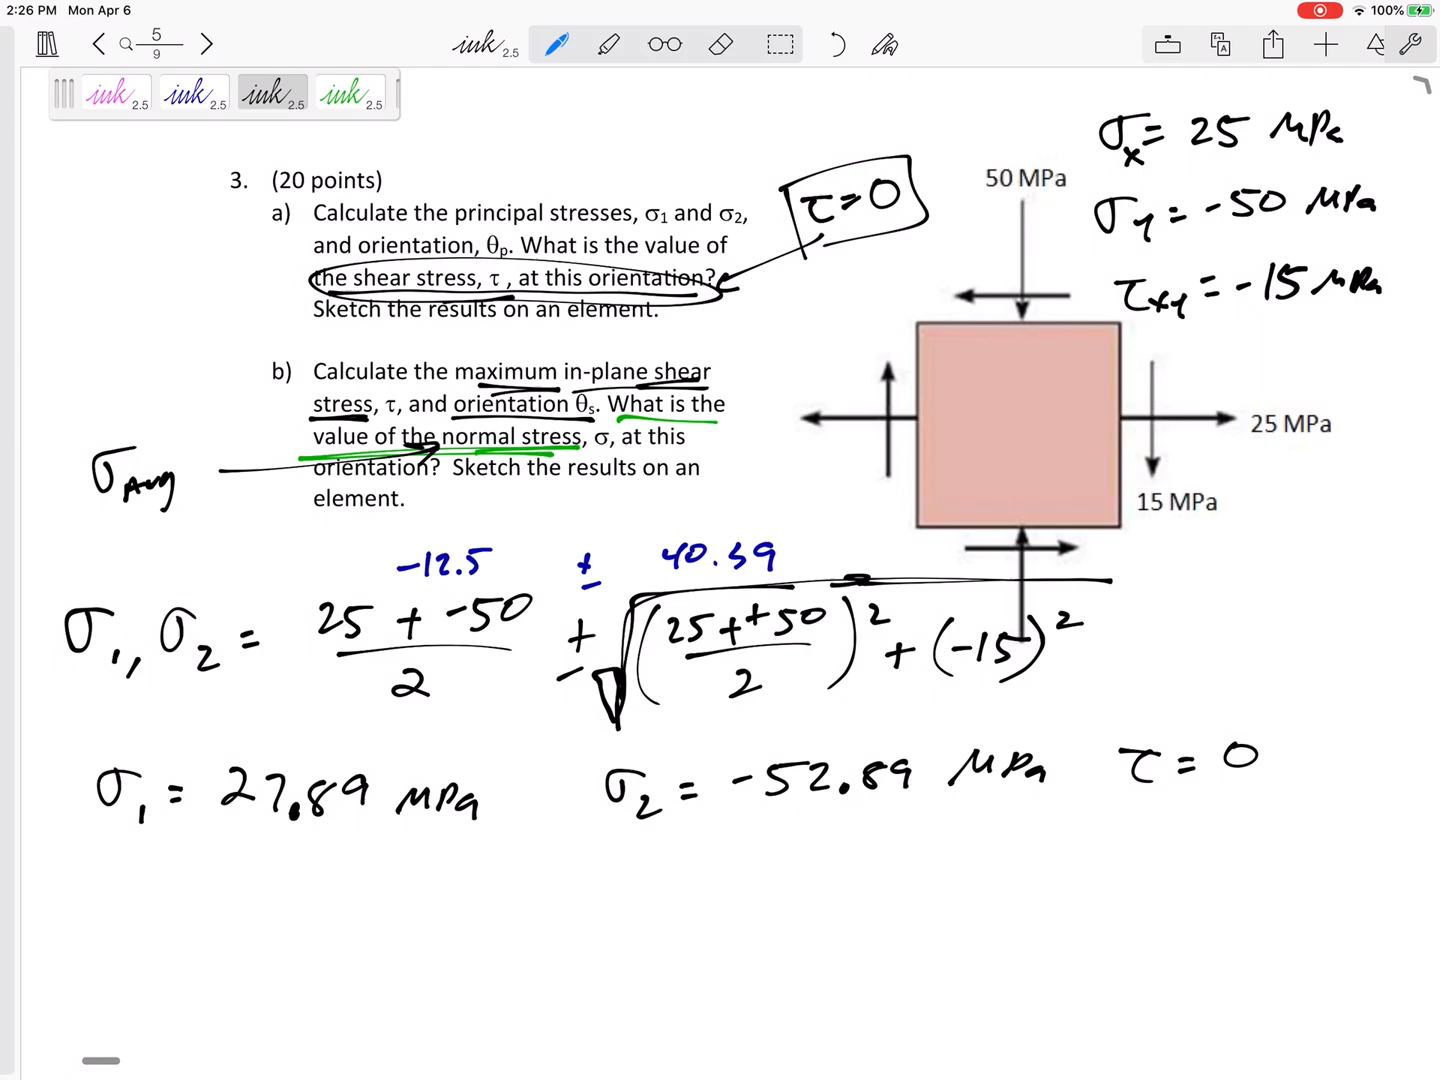 2:26 PM Mon Apr 6
100%
5
9
ink 2.5
ink 2.5 ink 2.5 ink 2.5 ink 2.5
3. (20 points)
a) Calculate the principal stresses, σ1 and σ2,
and orientation, θp. What is the value of
the shear stress, τ , at this orientation?
Sketch the results on an element.
b) Calculate the maximum in-plane shear
stress, τ, and orientation θs. What is the
value of the normal stress, σ, at this
orientation? Sketch the results on an
element.
τ = 0
σAvg
50 MPa
25 MPa
15 MPa
σx = 25 MPa
σy = -50 MPa
τxy = -15 MPa
-12.5 ± 40.39
σ1, σ2 = 25 + -50 / 2 ± √((25 + +50 / 2)² + (-15)²)
σ1 = 27.89 MPa σ2 = -52.89 MPa τ = 0